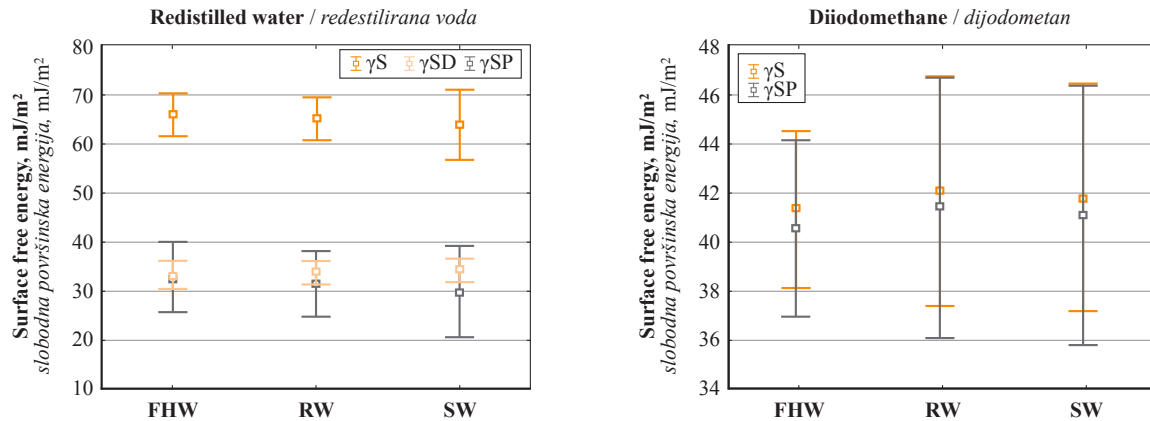 Redistilled water / redestilirana voda
Surface free energy, mJ/m²
slobodna površinska energija, mJ/m²
80
70
60
50
40
30
20
10
γS γSD γSP
FHW RW SW
Diiodomethane / dijodometan
Surface free energy, mJ/m²
slobodna površinska energija, mJ/m²
48
46
44
42
40
38
36
34
γS
γSP
FHW RW SW